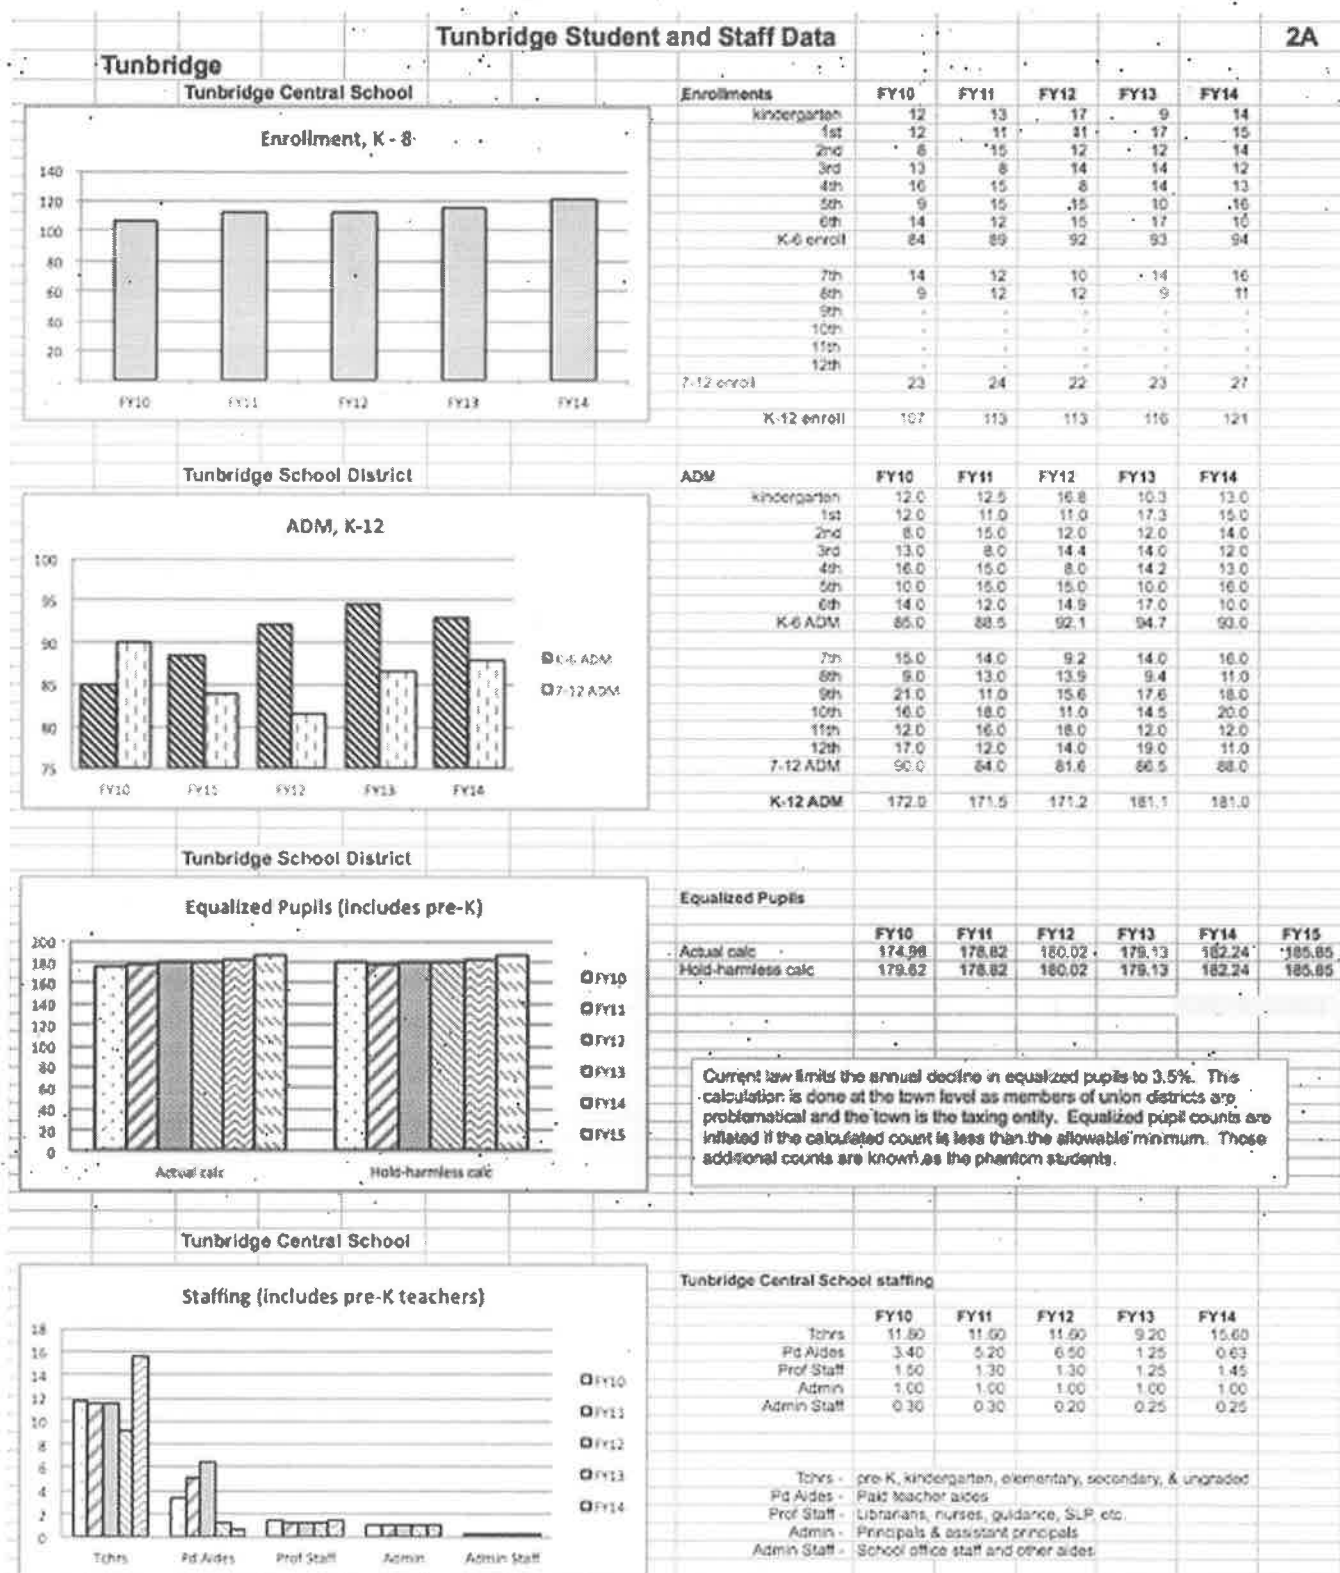 Tunbridge Student and Staff Data 2A
Tunbridge
Tunbridge Central School
Enrollment, K - 8
140
120
100
80
60
40
20
FY10 FY11 FY12 FY13 FY14
Enrollments FY10 FY11 FY12 FY13 FY14
kindergarten 12 13 17 9 14
1st 12 11 11 17 15
2nd 8 15 12 12 14
3rd 13 8 14 14 12
4th 16 15 8 14 13
5th 9 15 15 10 16
6th 14 12 15 17 10
K-6 enroll 84 89 92 93 94
7th 14 12 10 14 16
8th 9 12 12 9 11
9th - - - - -
10th - - - - -
11th - - - - -
12th - - - - -
7-12 enroll 23 24 22 23 27
K-12 enroll 107 113 113 116 121
Tunbridge School District
ADM, K-12
100
95
90
85
80
75
FY10 FY11 FY12 FY13 FY14
K-6 ADM
7-12 ADM
ADM FY10 FY11 FY12 FY13 FY14
kindergarten 12.0 12.5 16.8 10.3 13.0
1st 12.0 11.0 11.0 17.3 15.0
2nd 8.0 15.0 12.0 12.0 14.0
3rd 13.0 8.0 14.4 14.0 12.0
4th 16.0 15.0 8.0 14.2 13.0
5th 10.0 15.0 15.0 10.0 16.0
6th 14.0 12.0 14.9 17.0 10.0
K-6 ADM 85.0 88.5 92.1 94.7 93.0
7th 15.0 14.0 9.2 14.0 16.0
8th 9.0 13.0 13.9 9.4 11.0
9th 21.0 11.0 15.6 17.6 18.0
10th 16.0 18.0 11.0 14.5 20.0
11th 12.0 16.0 18.0 12.0 12.0
12th 17.0 12.0 14.0 19.0 11.0
7-12 ADM 90.0 84.0 81.6 86.5 88.0
K-12 ADM 172.0 171.5 171.2 181.1 181.0
Tunbridge School District
Equalized Pupils (includes pre-K)
200
180
160
140
120
100
80
60
40
20
0
Actual calc Hold-harmless calc
FY10
FY11
FY12
FY13
FY14
FY15
Equalized Pupils
FY10 FY11 FY12 FY13 FY14 FY15
Actual calc 174.98 178.82 180.02 179.13 182.24 185.85
Hold-harmless calc 179.62 178.82 180.02 179.13 182.24 185.85
Current law limits the annual decline in equalized pupils to 3.5%. This
calculation is done at the town level as members of union districts are
problematical and the town is the taxing entity. Equalized pupil counts are
inflated if the calculated count is less than the allowable minimum. Those
additional counts are known as the phantom students.
Tunbridge Central School
Staffing (includes pre-K teachers)
18
16
14
12
10
8
6
4
2
0
Tchrs Pd Aides Prof Staff Admin Admin Staff
FY10
FY11
FY12
FY13
FY14
Tunbridge Central School staffing
FY10 FY11 FY12 FY13 FY14
Tchrs 11.80 11.60 11.60 9.20 15.60
Pd Aides 3.40 5.20 6.50 1.25 0.63
Prof Staff 1.50 1.30 1.30 1.25 1.45
Admin 1.00 1.00 1.00 1.00 1.00
Admin Staff 0.30 0.30 0.20 0.25 0.25
Tchrs - pre-K, kindergarten, elementary, secondary, & ungraded
Pd Aides - Paid teacher aides
Prof Staff - Librarians, nurses, guidance, SLP, etc.
Admin - Principals & assistant principals
Admin Staff - School office staff and other aides